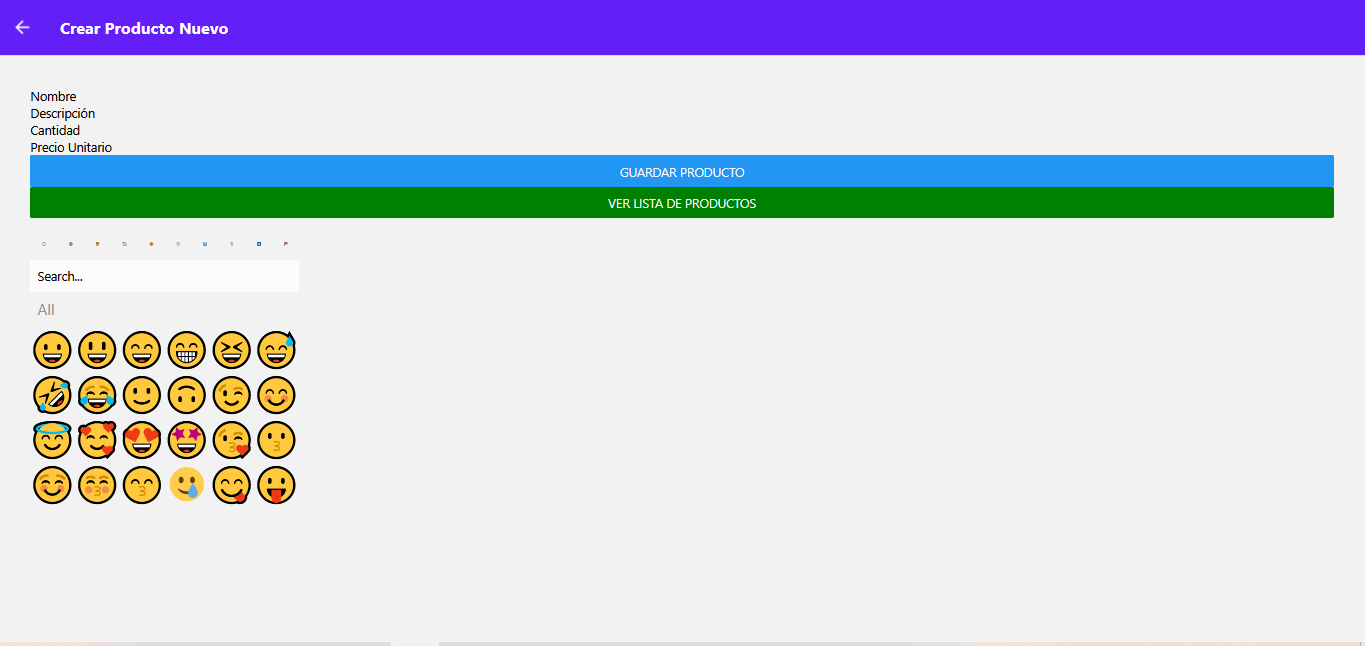 Crear Producto Nuevo
Nombre
Descripción
Cantidad
Precio Unitario
GUARDAR PRODUCTO
VER LISTA DE PRODUCTOS
Search...
All